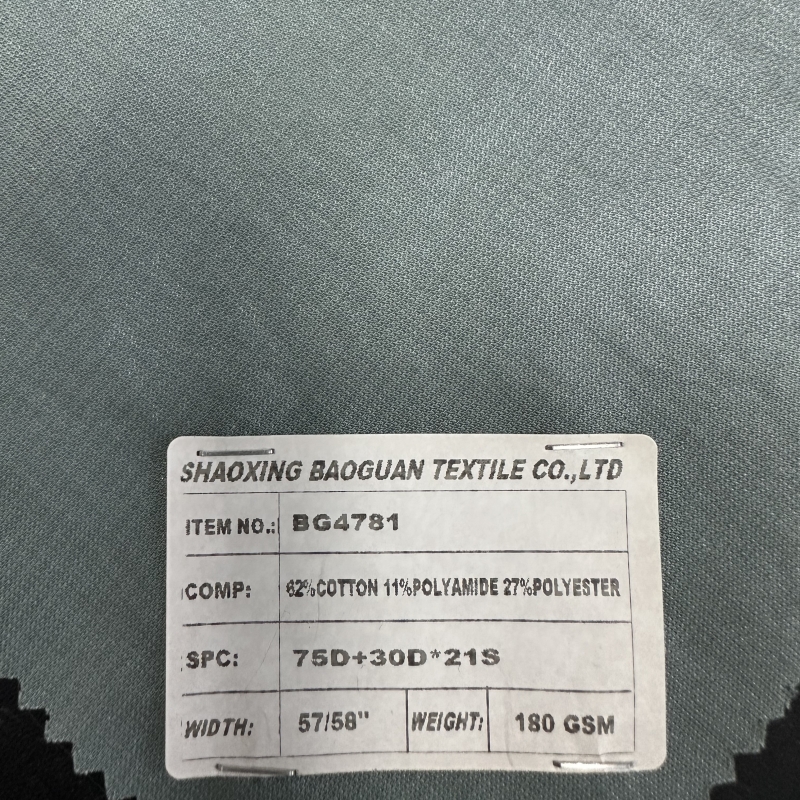 SHAOXING BAOGUAN TEXTILE CO.,LTD
ITEM NO.: BG4781
COMP: 62%COTTON 11%POLYAMIDE 27%POLYESTER
SPC: 75D+30D*21S
WIDTH: 57/58" WEIGHT: 180 GSM